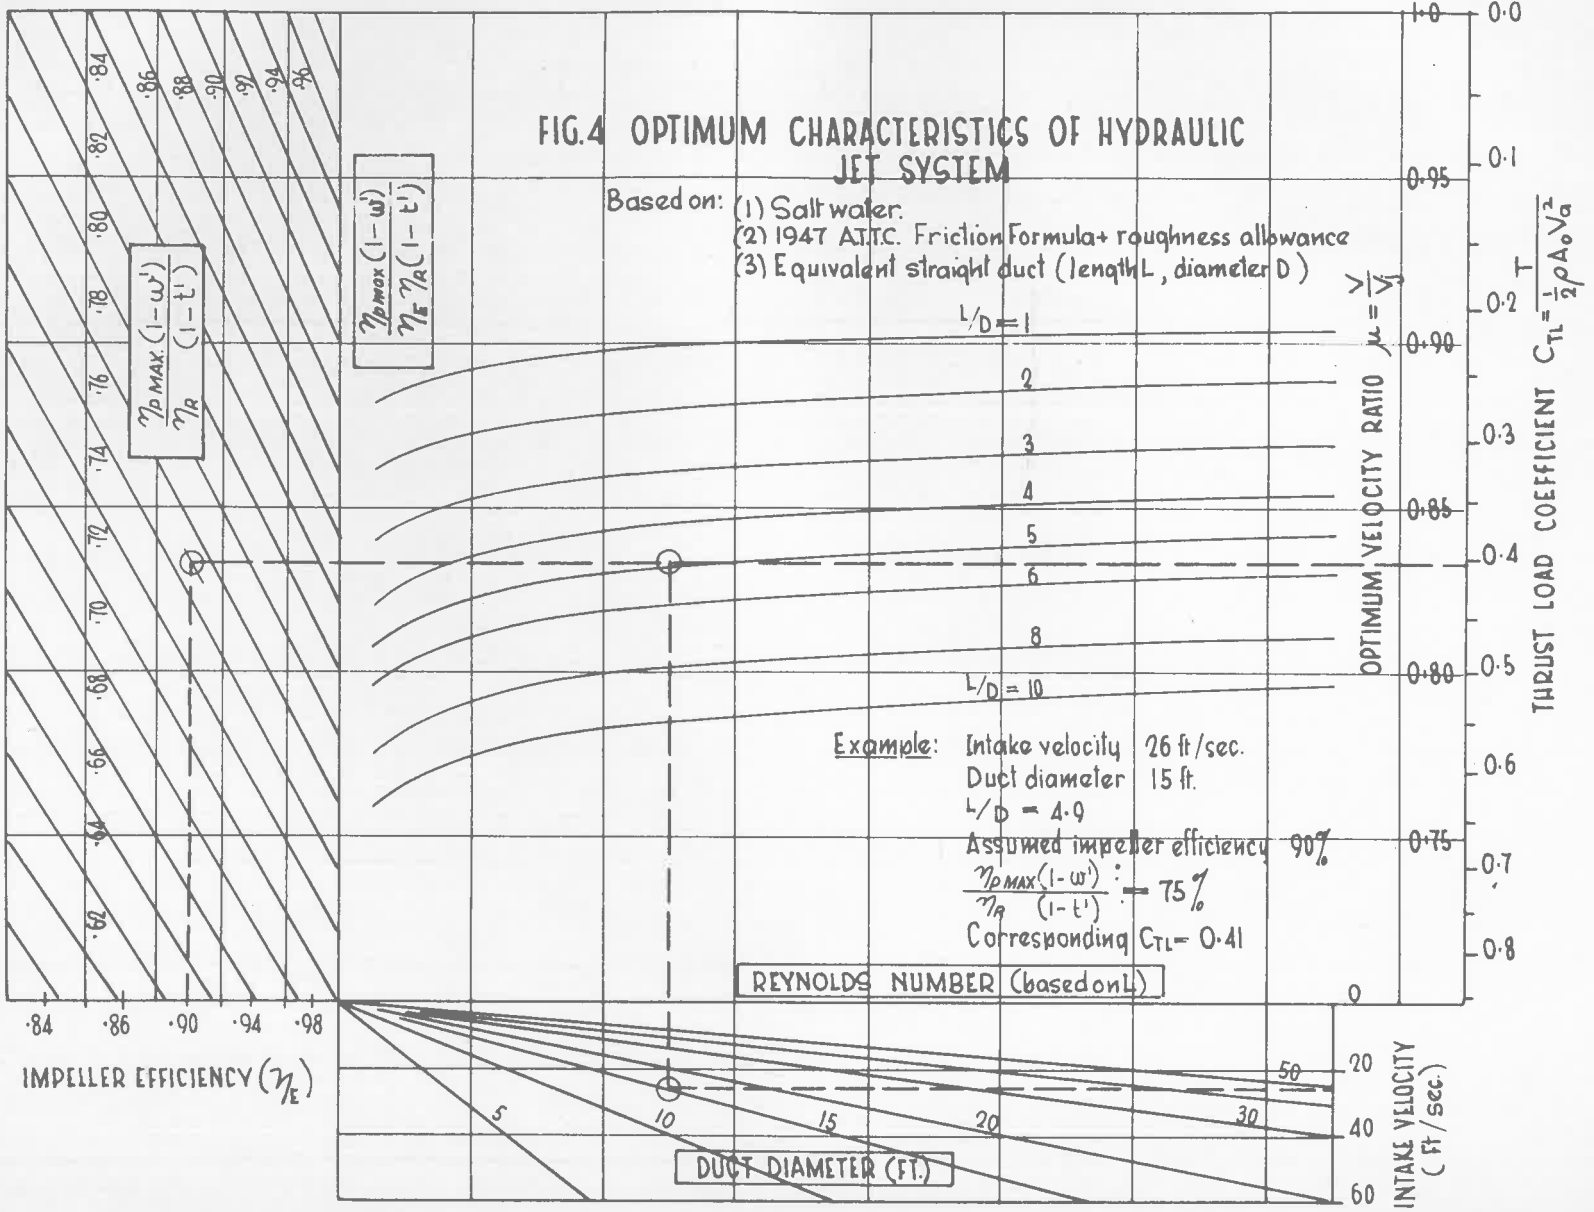 FIG.4 OPTIMUM CHARACTERISTICS OF HYDRAULIC
JET SYSTEM
Based on: (1) Salt water.
(2) 1947 A.T.T.C. Friction Formula + roughness allowance
(3) Equivalent straight duct (length L, diameter D)
·84
·86
·88
·90
·92
·94
·96
·82
·80
·78
·76
·74
·72
·70
·68
·66
·64
·62
ηp MAX. (1-ω')
ηR (1-t')
ηpmax (1-ω')
ηE ηR (1-t')
L/D = 1
2
3
4
5
6
8
L/D = 10
Example: Intake velocity 26 ft/sec.
Duct diameter 15 ft.
L/D = 4.9
Assumed impeller efficiency 90%
ηp MAX (1-ω') := 75%
ηR (1-t')
Corresponding CTL = 0.41
REYNOLDS NUMBER (based on L)
OPTIMUM VELOCITY RATIO μ = V/Vj
1·0
0·95
0·90
0·85
0·80
0·75
THRUST LOAD COEFFICIENT CTL = T / ½ρA₀Va²
0·0
0·1
0·2
0·3
0·4
0·5
0·6
0·7
0·8
·84 ·86 ·90 ·94 ·98
IMPELLER EFFICIENCY (ηE)
5 10 15 20 30 50
DUCT DIAMETER (FT.)
0
20
40
60
INTAKE VELOCITY
(Ft/sec.)